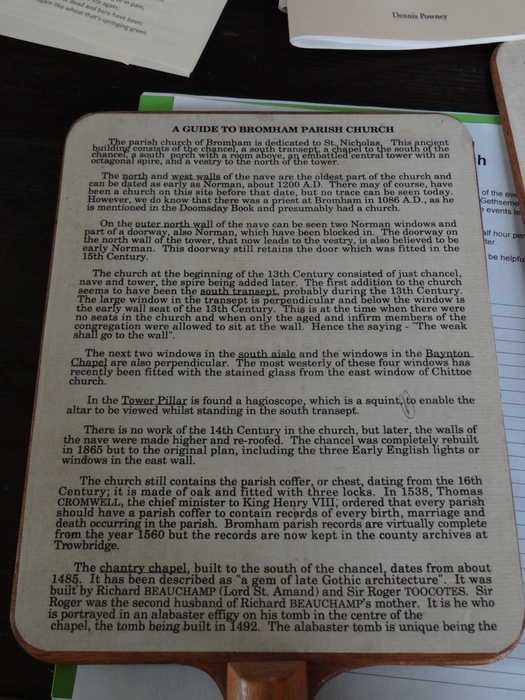 in pain,
dead and bare have been:
again like wheat that's springing green.
Dennis Powney
A GUIDE TO BROMHAM PARISH CHURCH
The parish church of Bromham is dedicated to St. Nicholas. This ancient
building consists of the chancel, a south transept, a chapel to the south of the
chancel, a south porch with a room above, an embattled central tower with an
octagonal spire, and a vestry to the north of the tower.
The north and west walls of the nave are the oldest part of the church and
can be dated as early as Norman, about 1200 A.D. There may of course, have
been a church on this site before that date, but no trace can be seen today.
However, we do know that there was a priest at Bromham in 1086 A.D., as he
is mentioned in the Doomsday Book and presumably had a church.
On the outer north wall of the nave can be seen two Norman windows and
part of a doorway, also Norman, which have been blocked in. The doorway on
the north wall of the tower, that now leads to the vestry, is also believed to be
early Norman. This doorway still retains the door which was fitted in the
15th Century.
The church at the beginning of the 13th Century consisted of just chancel,
nave and tower, the spire being added later. The first addition to the church
seems to have been the south transept, probably during the 13th Century.
The large window in the transept is perpendicular and below the window is
the early wall seat of the 13th Century. This is at the time when there were
no seats in the church and when only the aged and infirm members of the
congregation were allowed to sit at the wall. Hence the saying - "The weak
shall go to the wall".
The next two windows in the south aisle and the windows in the Baynton
Chapel are also perpendicular. The most westerly of these four windows has
recently been fitted with the stained glass from the east window of Chittoe
church.
In the Tower Pillar is found a hagioscope, which is a squint, to enable the
altar to be viewed whilst standing in the south transept.
There is no work of the 14th Century in the church, but later, the walls of
the nave were made higher and re-roofed. The chancel was completely rebuilt
in 1865 but to the original plan, including the three Early English lights or
windows in the east wall.
The church still contains the parish coffer, or chest, dating from the 16th
Century; it is made of oak and fitted with three locks. In 1538, Thomas
CROMWELL, the chief minister to King Henry VIII, ordered that every parish
should have a parish coffer to contain records of every birth, marriage and
death occurring in the parish. Bromham parish records are virtually complete
from the year 1560 but the records are now kept in the county archives at
Trowbridge.
The chantry chapel, built to the south of the chancel, dates from about
1485. It has been described as "a gem of late Gothic architecture". It was
built by Richard BEAUCHAMP (Lord St. Amand) and Sir Roger TOOCOTES. Sir
Roger was the second husband of Richard BEAUCHAMP's mother. It is he who
is portrayed in an alabaster effigy on his tomb in the centre of the
chapel, the tomb being built in 1492. The alabaster tomb is unique being the
h
of the eve
Gethsema
events le
alf hour per
ter.
be helpfu